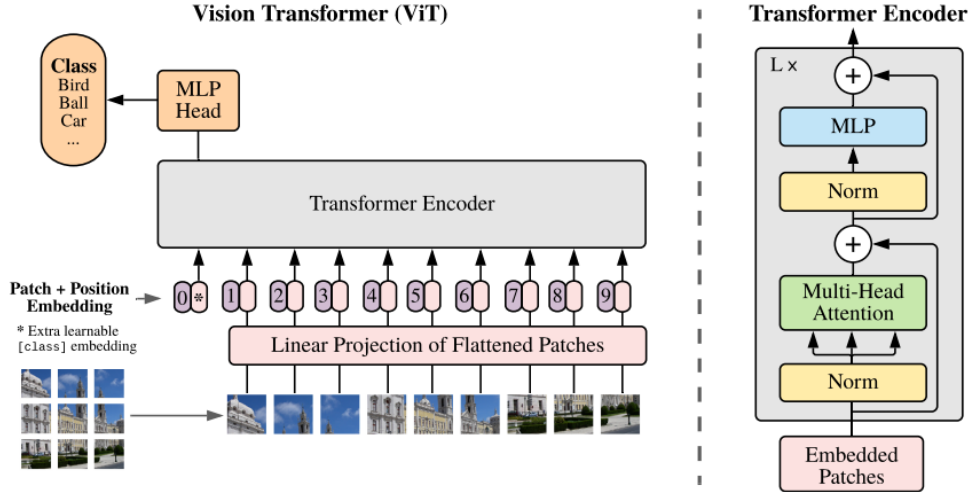 Vision Transformer (ViT)
Class
Bird
Ball
Car
...
MLP
Head
Transformer Encoder
Patch + Position
Embedding
* Extra learnable
[class] embedding
0 * 1 2 3 4 5 6 7 8 9
Linear Projection of Flattened Patches
Transformer Encoder
L ×
+
MLP
Norm
+
Multi-Head
Attention
Norm
Embedded
Patches